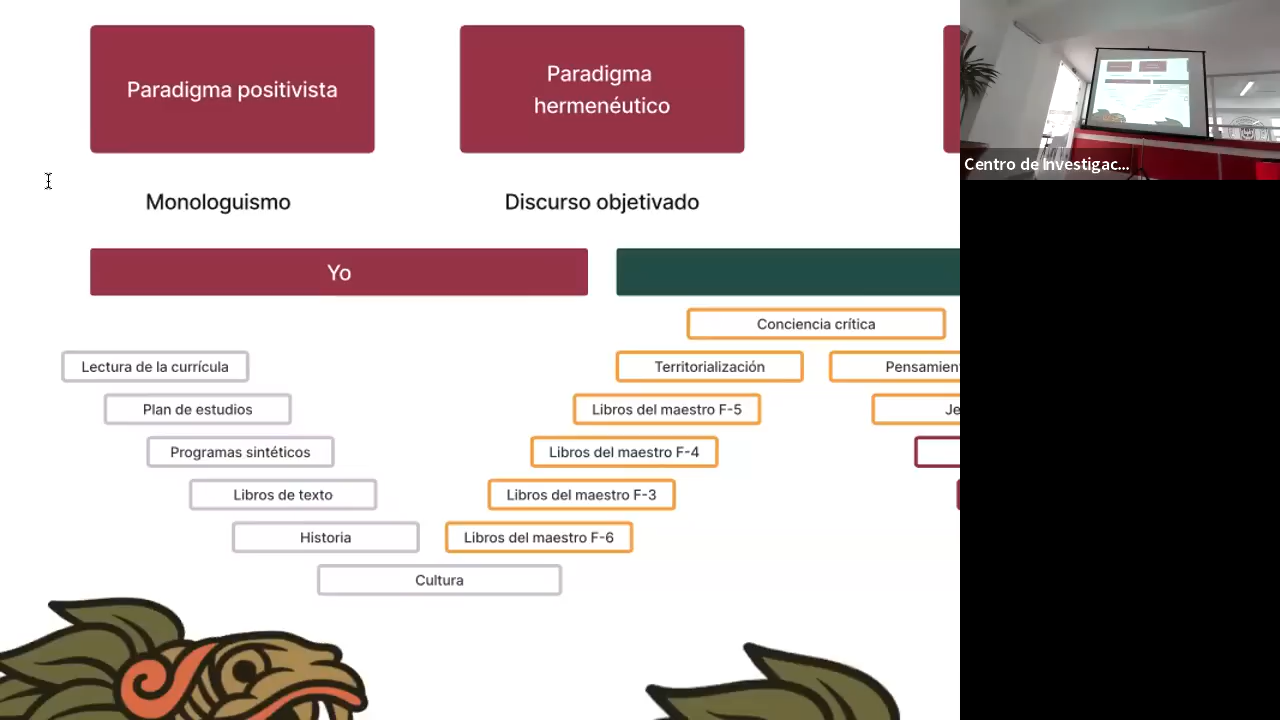 Paradigma positivista
Paradigma
hermenéutico
Centro de Investigac...
Monologuismo
Discurso objetivado
Yo
Conciencia crítica
Lectura de la currícula
Territorialización
Pensamien
Plan de estudios
Libros del maestro F-5
Je
Programas sintéticos
Libros del maestro F-4
Libros de texto
Libros del maestro F-3
Historia
Libros del maestro F-6
Cultura